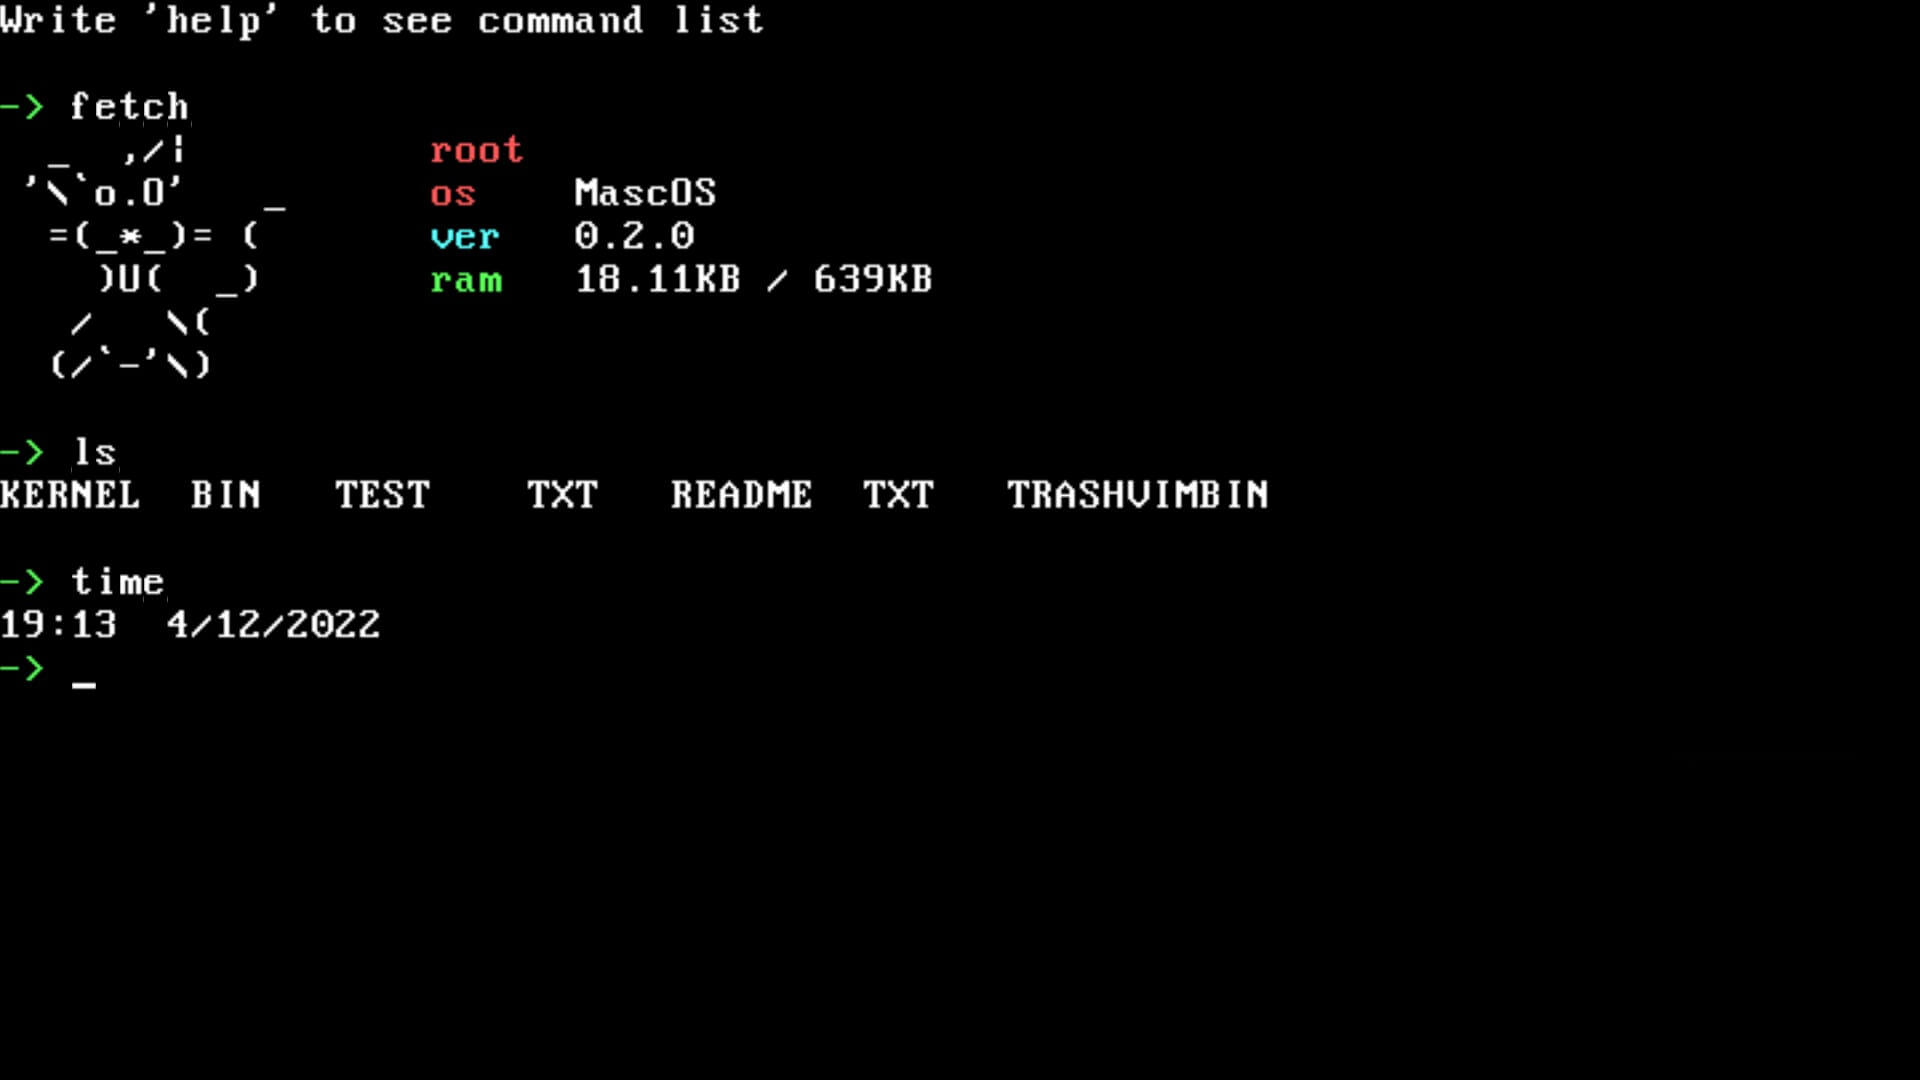 Write 'help' to see command list
-> fetch
 _  ,/¦          root
'\`o.O'   _      os    MascOS
 =(_*_)= (       ver   0.2.0
   )U(  _)       ram   18.11KB / 639KB
  /   \(
 (/`-'\)
-> ls
KERNEL  BIN   TEST    TXT   README  TXT   TRASHVIMBIN
-> time
19:13  4/12/2022
-> _